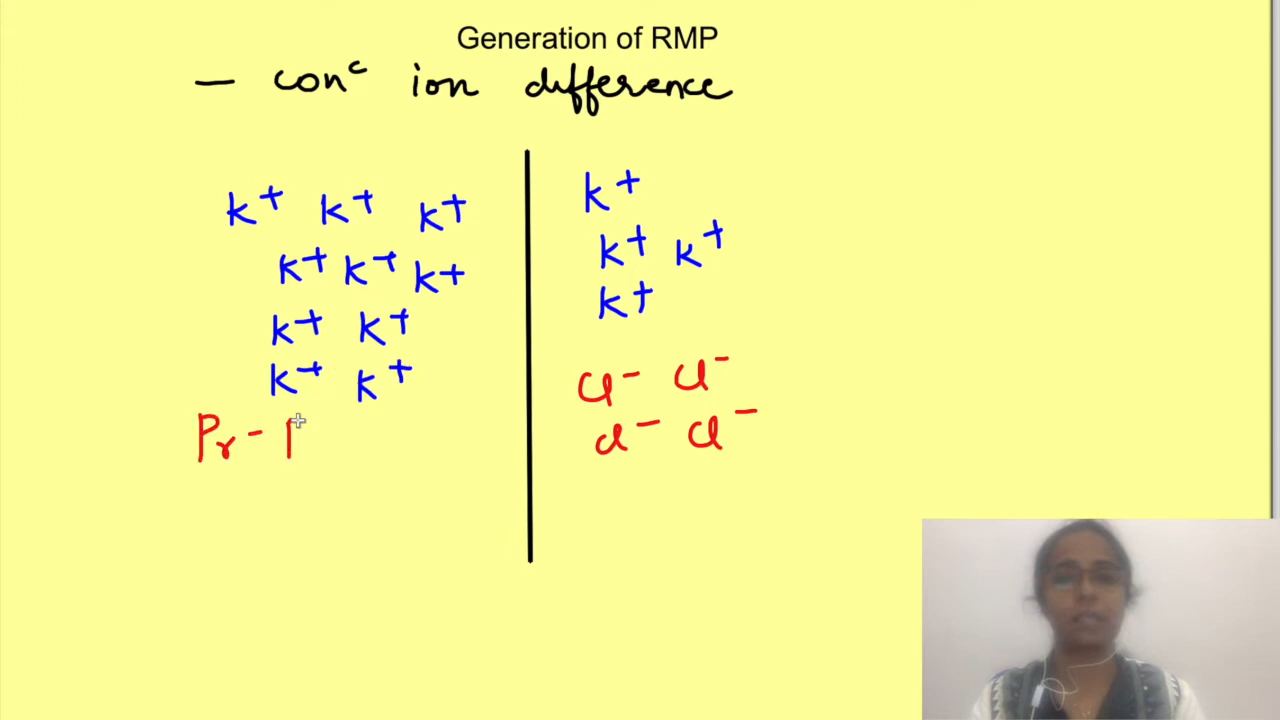 Generation of RMP
— conᶜ ion difference
K⁺ K⁺ K⁺ K⁺
K⁺ K⁺ K⁺ K⁺ K⁺
K⁺ K⁺ K⁺
K⁺ K⁺ Cl⁻ Cl⁻
Pr - Cl⁻ Cl⁻